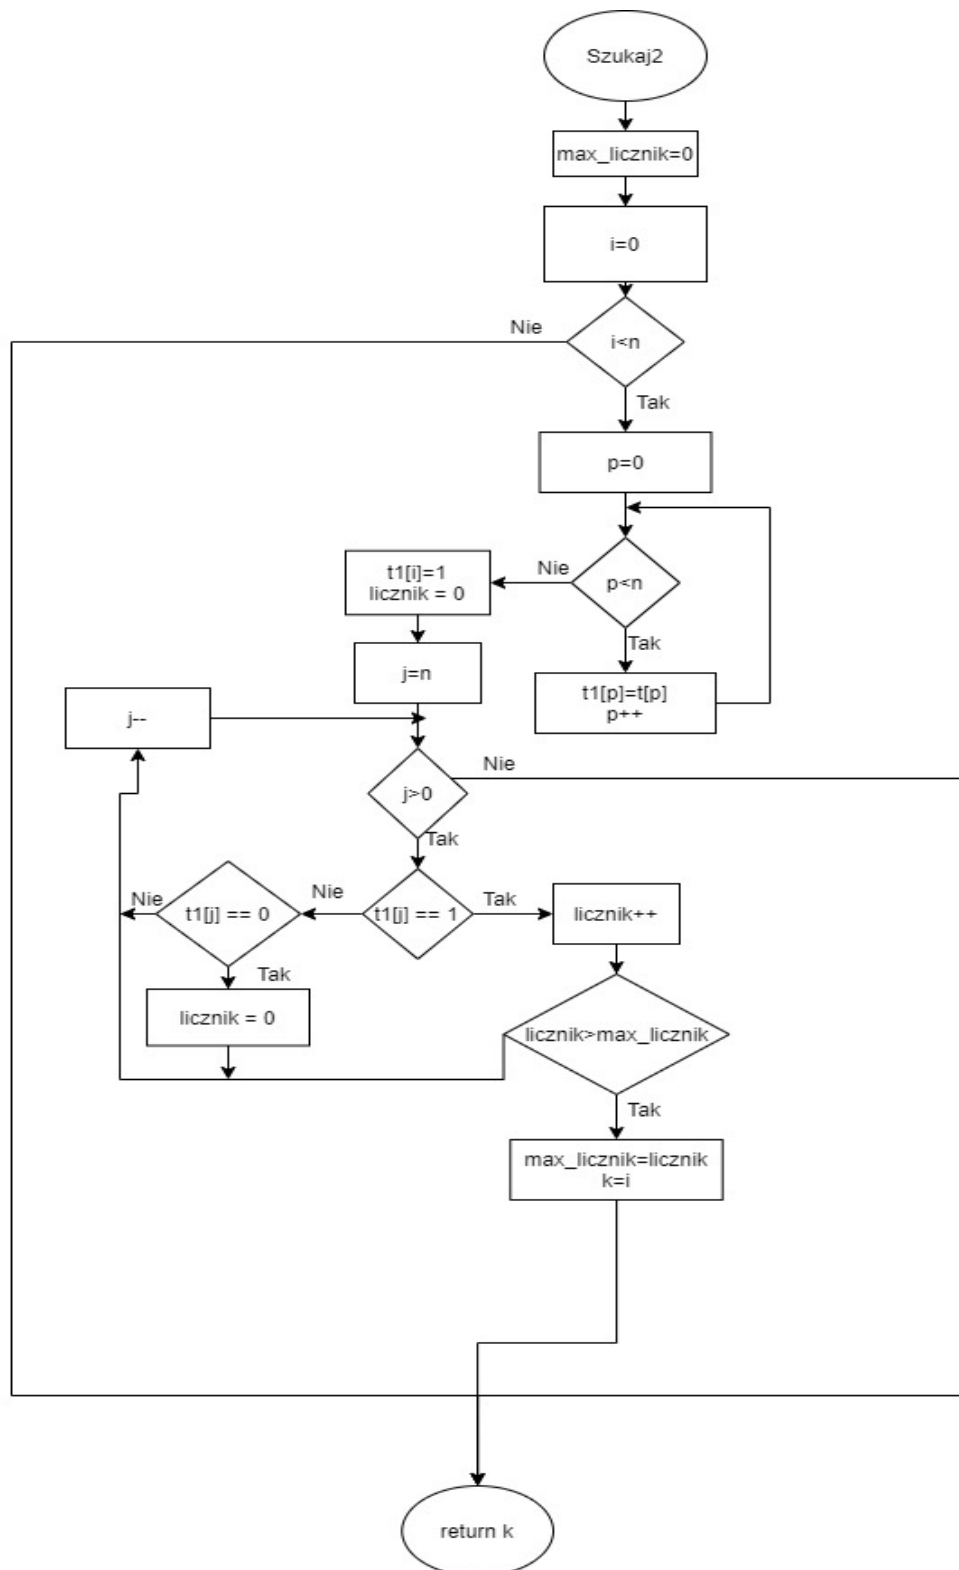 Szukaj2
max_licznik=0
i=0
Nie
i<n
Tak
p=0
t1[i]=1
licznik = 0
Nie
p<n
Tak
j=n
t1[p]=t[p]
p++
j--
Nie
j>0
Tak
Nie
t1[j] == 0
Nie
t1[j] == 1
Tak
licznik++
Tak
licznik = 0
licznik>max_licznik
Tak
max_licznik=licznik
k=i
return k